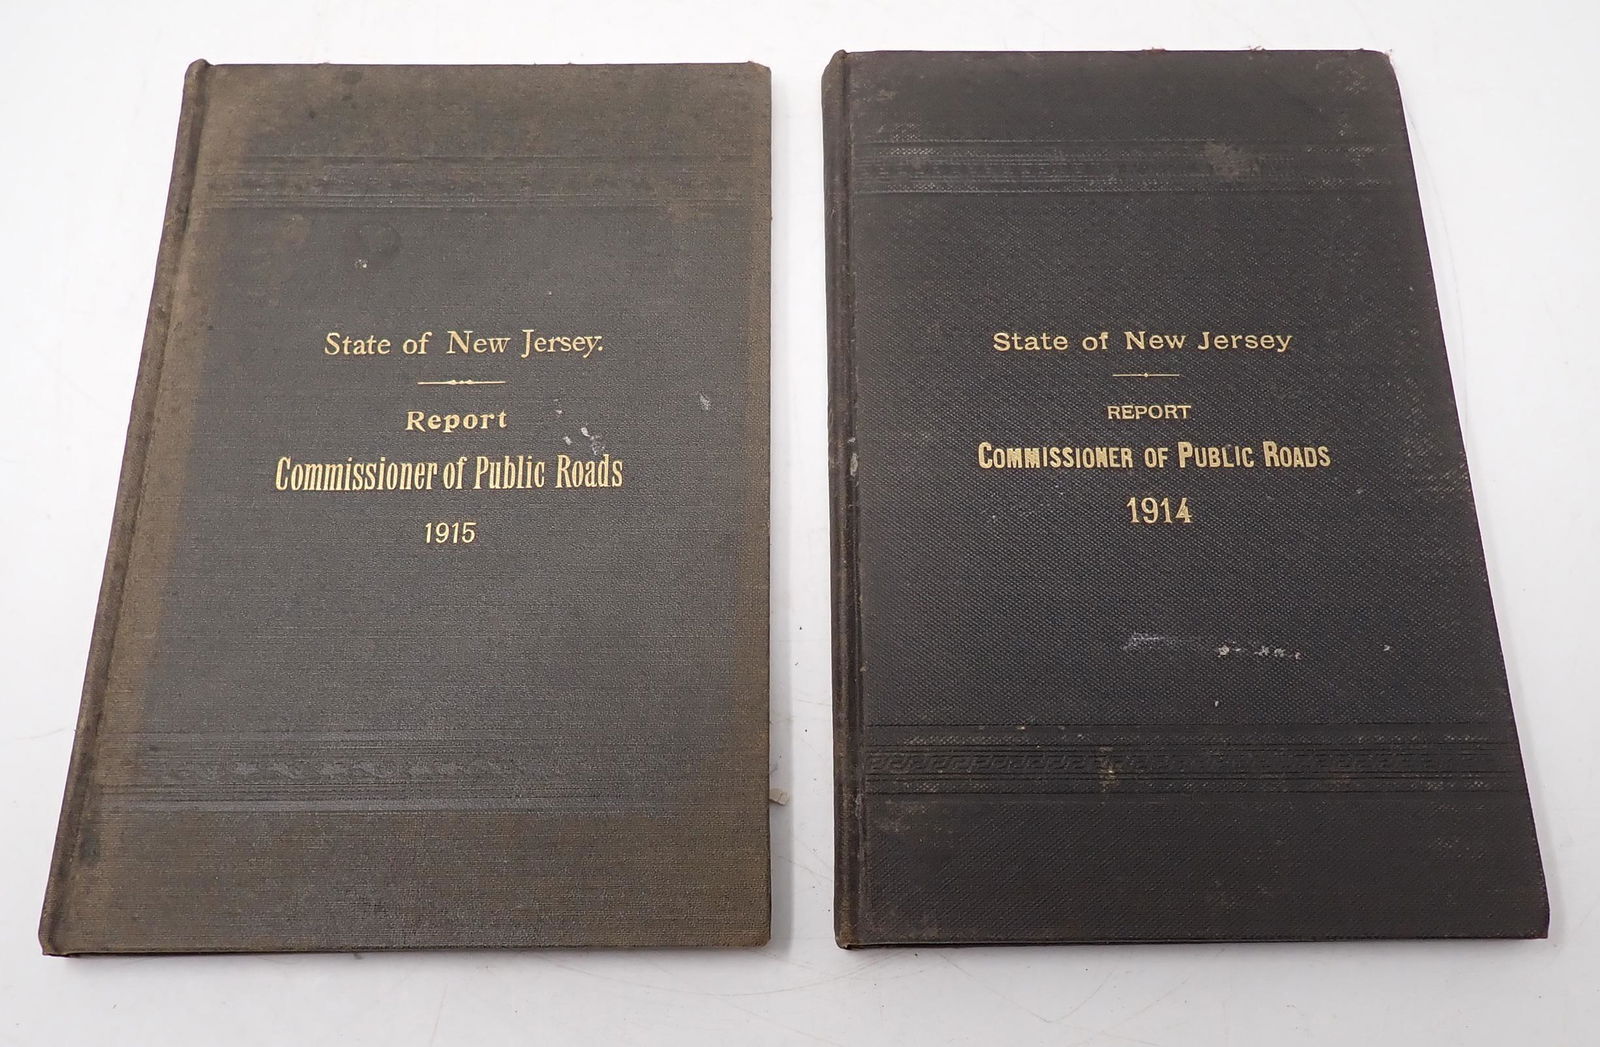 State of New Jersey.
Report
Commissioner of Public Roads
1915
State of New Jersey
REPORT
COMMISSIONER OF PUBLIC ROADS
1914